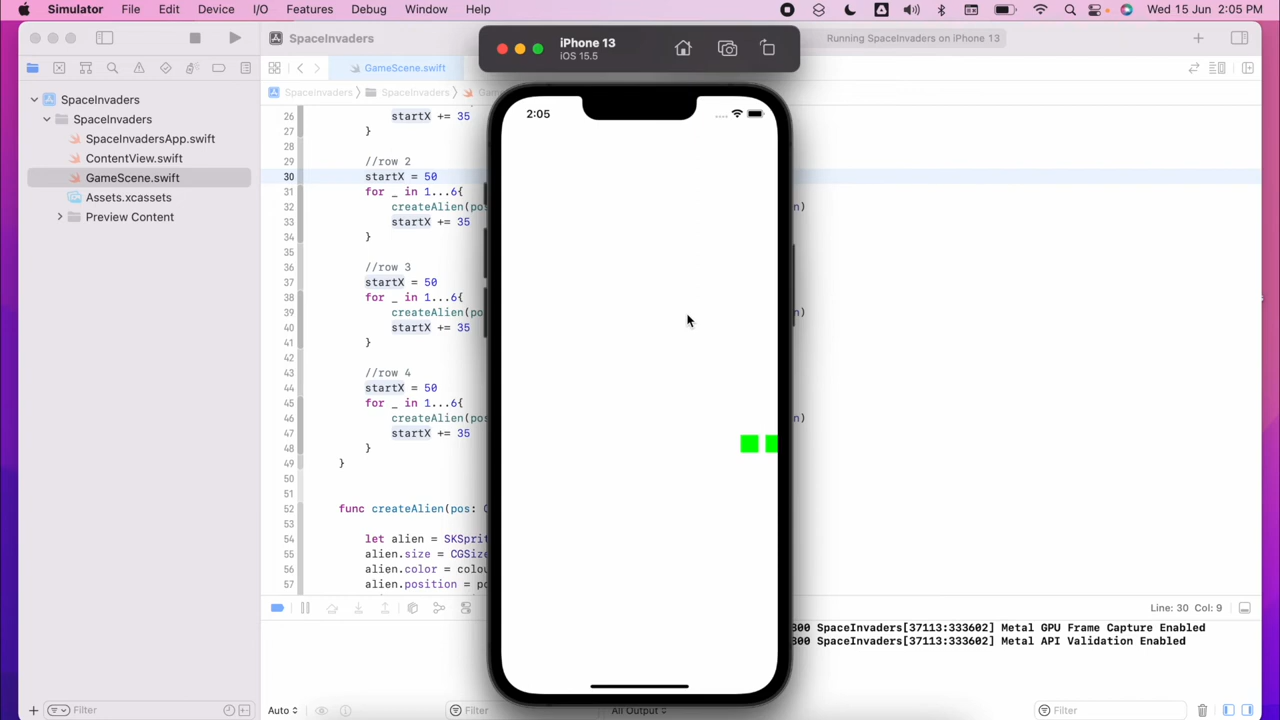 Simulator File Edit Device I/O Features Debug Window Help Wed 15 Jun 2:05 PM
SpaceInvaders
iPhone 13
iOS 15.5
Running SpaceInvaders on iPhone 13
GameScene.swift
SpaceInvaders
SpaceInvaders
SpaceInvaders
SpaceInvaders
SpaceInvadersApp.swift
ContentView.swift
GameScene.swift
Assets.xcassets
Preview Content
26 startX += 35
27 }
28
29 //row 2
30 startX = 50
31 for _ in 1...6{
32 createAlien(pos n)
33 startX += 35
34 }
35
36 //row 3
37 startX = 50
38 for _ in 1...6{
39 createAlien(pos n)
40 startX += 35
41 }
42
43 //row 4
44 startX = 50
45 for _ in 1...6{
46 createAlien(pos n)
47 startX += 35
48 }
49 }
50
51
52 func createAlien(pos: C
53
54 let alien = SKSprit
55 alien.size = CGSize
56 alien.color = colou
57 alien.position = po
2:05
Line: 30 Col: 9
800 SpaceInvaders[37113:333602] Metal GPU Frame Capture Enabled
800 SpaceInvaders[37113:333602] Metal API Validation Enabled
Filter
Auto
Filter
All Output
Filter